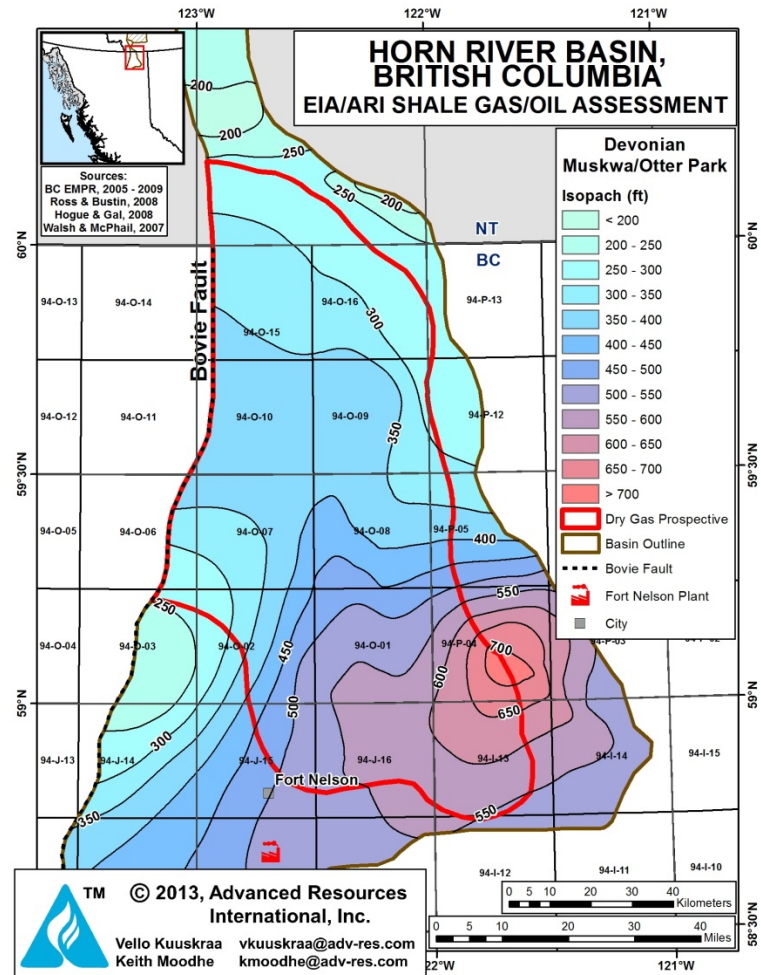 123°W
122°W
HORN RIVER BASIN,
BRITISH COLUMBIA
EIA/ARI SHALE GAS/OIL ASSESSMENT
Sources:
BC EMPR, 2005 - 2009
Ross & Bustin, 2008
Hogue & Gal, 2008
Walsh & McPhail, 2007
Devonian
Muskwa/Otter Park
Isopach (ft)
< 200
200 - 250
250 - 300
300 - 350
350 - 400
400 - 450
450 - 500
500 - 550
550 - 600
600 - 650
650 - 700
> 700
Dry Gas Prospective
Basin Outline
Bovie Fault
Fort Nelson Plant
City
200
200
250
250
200
NT
BC
60°N
60°N
94-O-13
94-O-14
94-O-16
94-P-13
Bovie Fault
94-O-15
300
94-O-12
94-O-11
94-O-10
94-O-09
94-P-12
350
59°30'N
59°30'N
94-O-05
94-O-06
94-O-07
94-O-08
94-P-05
400
550
250
94-O-04
94-O-03
94-O-02
94-O-01
94-P-04
94-P-03
450
700
600
500
59°N
59°N
650
300
94-J-13
94-J-14
94-J-15
94-J-16
94-I-13
94-I-14
94-I-15
Fort Nelson
350
550
94-I-12
94-I-11
94-I-10
0 5 10 20 30 40
Kilometers
0 5 10 20 30 40
Miles
58°30'N
2°W
121°W
TM
© 2013, Advanced Resources
International, Inc.
Vello Kuuskraa vkuuskraa@adv-res.com
Keith Moodhe kmoodhe@adv-res.com